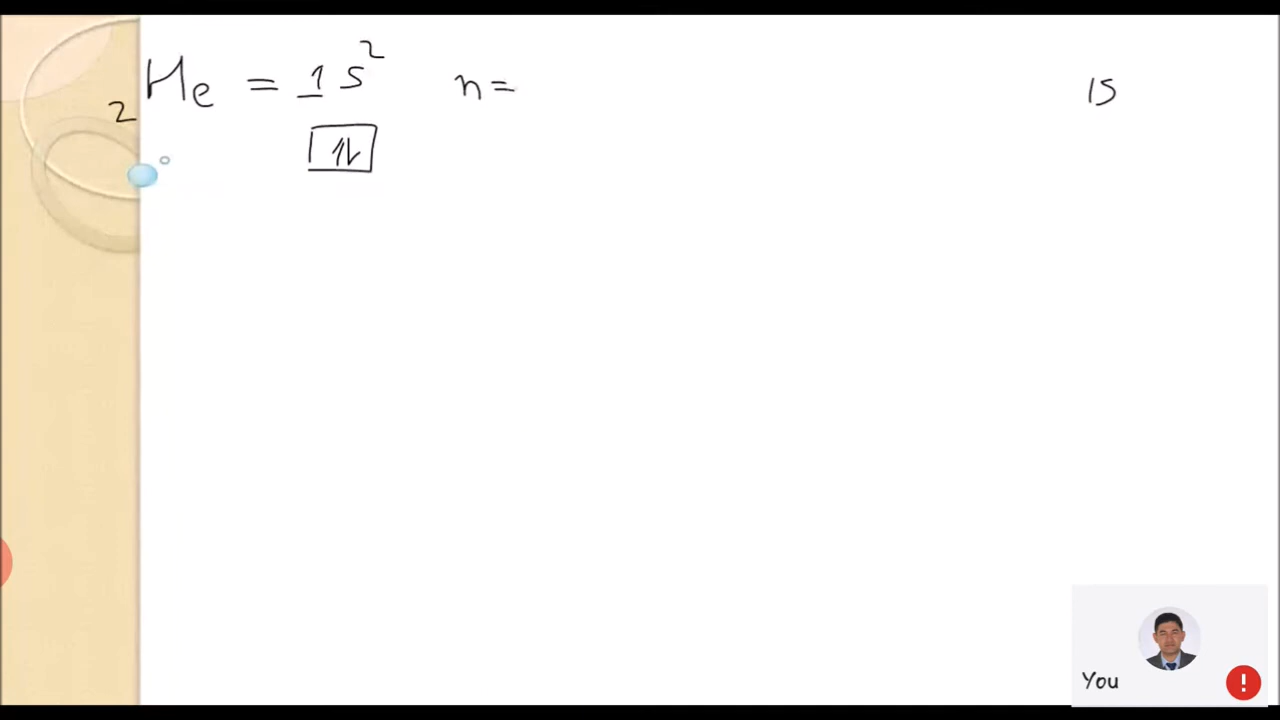 ₂He = 1s² n= 1S
⥮
You
!